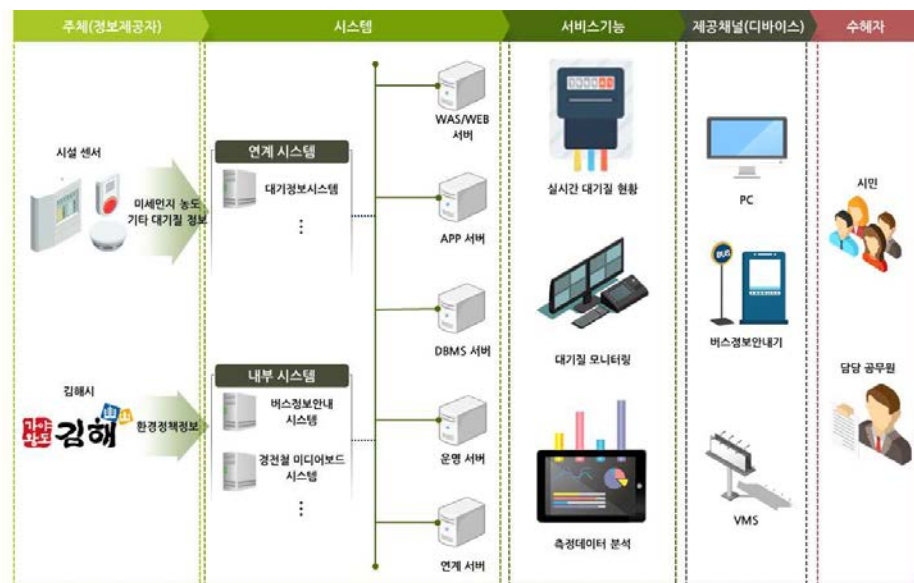 주체(정보제공자)
시스템
서비스기능
제공채널(디바이스)
수혜자
시설 센서
미세먼지 농도
기타 대기질 정보
김해시
가야
왕도
김해
환경정책정보
연계 시스템
대기정보시스템
⋮
내부 시스템
버스정보안내
시스템
경전철 미디어보드
시스템
⋮
WAS/WEB
서버
APP 서버
DBMS 서버
운영 서버
연계 서버
실시간 대기질 현황
대기질 모니터링
측정데이터 분석
PC
BUS
버스정보안내기
VMS
시민
담당 공무원